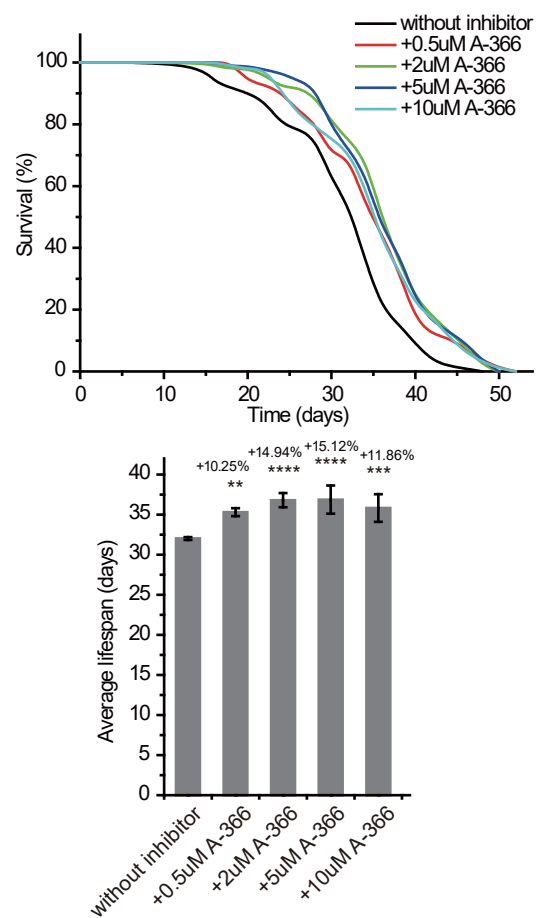 without inhibitor
+0.5uM A-366
+2uM A-366
+5uM A-366
+10uM A-366
100
80
60
40
20
0
Survival (%)
0 10 20 30 40 50
Time (days)
+10.25% +14.94% +15.12% +11.86%
** **** **** ***
40
35
30
25
20
15
10
5
0
Average lifespan (days)
without inhibitor
+0.5uM A-366
+2uM A-366
+5uM A-366
+10uM A-366